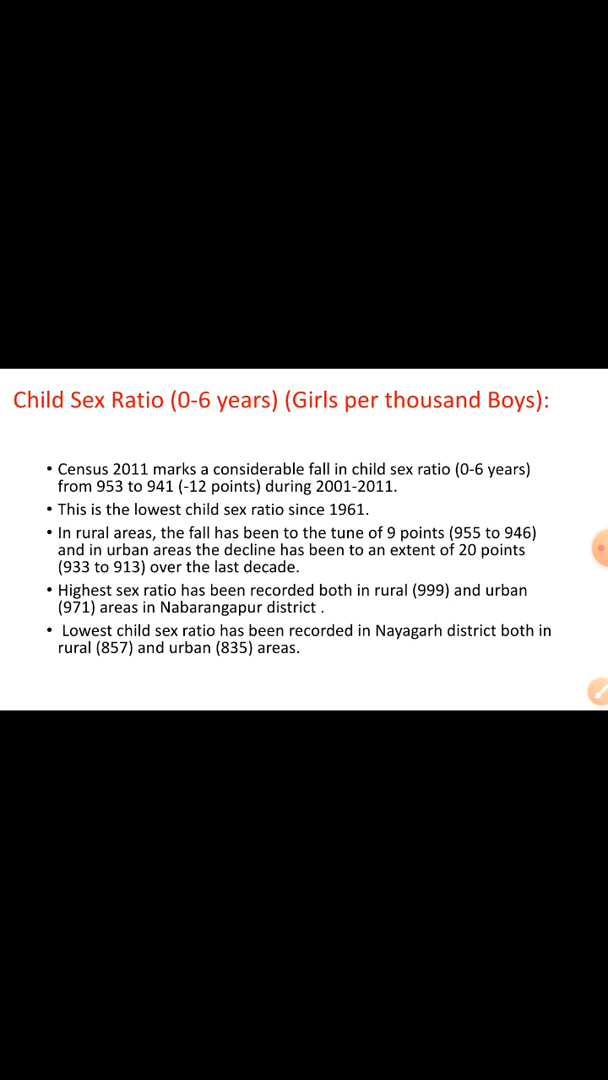 Child Sex Ratio (0-6 years) (Girls per thousand Boys):
• Census 2011 marks a considerable fall in child sex ratio (0-6 years)
from 953 to 941 (-12 points) during 2001-2011.
• This is the lowest child sex ratio since 1961.
• In rural areas, the fall has been to the tune of 9 points (955 to 946)
and in urban areas the decline has been to an extent of 20 points
(933 to 913) over the last decade.
• Highest sex ratio has been recorded both in rural (999) and urban
(971) areas in Nabarangapur district .
• Lowest child sex ratio has been recorded in Nayagarh district both in
rural (857) and urban (835) areas.